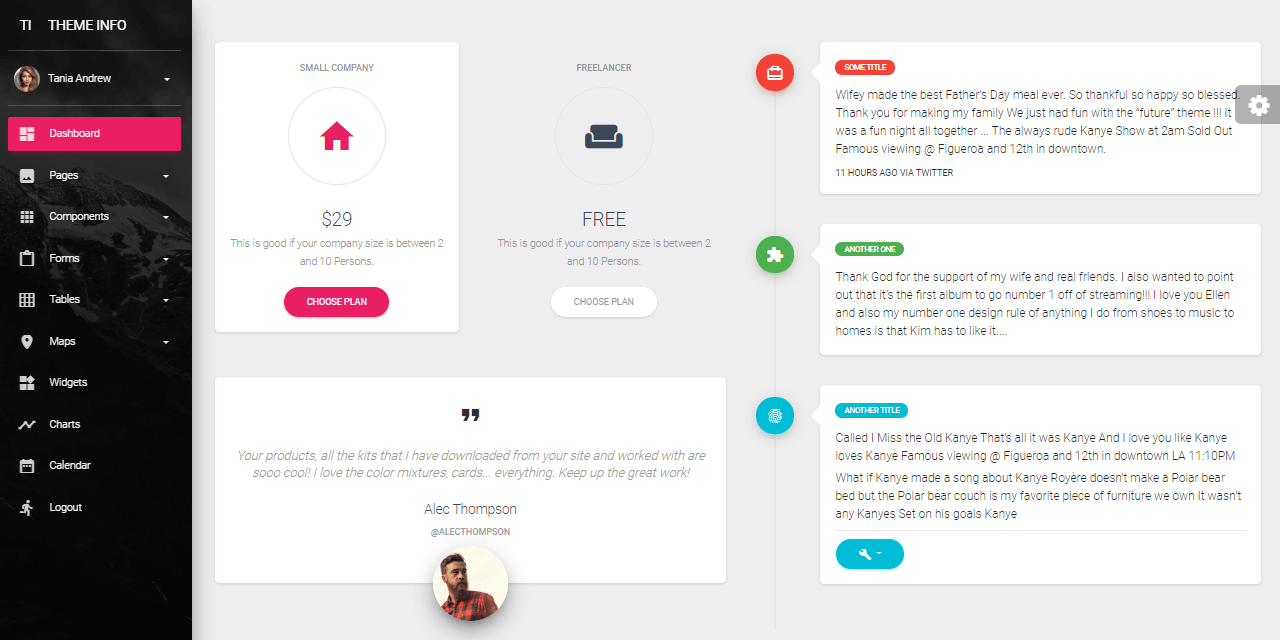 TI THEME INFO
Tania Andrew
Dashboard
Pages
Components
Forms
Tables
Maps
Widgets
Charts
Calendar
Logout
SMALL COMPANY
$29
This is good if your company size is between 2
and 10 Persons.
CHOOSE PLAN
FREELANCER
FREE
This is good if your company size is between 2
and 10 Persons.
CHOOSE PLAN
Your products, all the kits that I have downloaded from your site and worked with are
sooo cool! I love the color mixtures, cards... everything. Keep up the great work!
Alec Thompson
@ALECTHOMPSON
SOME TITLE
Wifey made the best Father's Day meal ever. So thankful so happy so blessed.
Thank you for making my family We just had fun with the “future” theme !!! It
was a fun night all together ... The always rude Kanye Show at 2am Sold Out
Famous viewing @ Figueroa and 12th in downtown.
11 HOURS AGO VIA TWITTER
ANOTHER ONE
Thank God for the support of my wife and real friends. I also wanted to point
out that it’s the first album to go number 1 off of streaming!!! I love you Ellen
and also my number one design rule of anything I do from shoes to music to
homes is that Kim has to like it....
ANOTHER TITLE
Called I Miss the Old Kanye That’s all it was Kanye And I love you like Kanye
loves Kanye Famous viewing @ Figueroa and 12th in downtown LA 11:10PM
What if Kanye made a song about Kanye Royère doesn't make a Polar bear
bed but the Polar bear couch is my favorite piece of furniture we own It wasn’t
any Kanyes Set on his goals Kanye